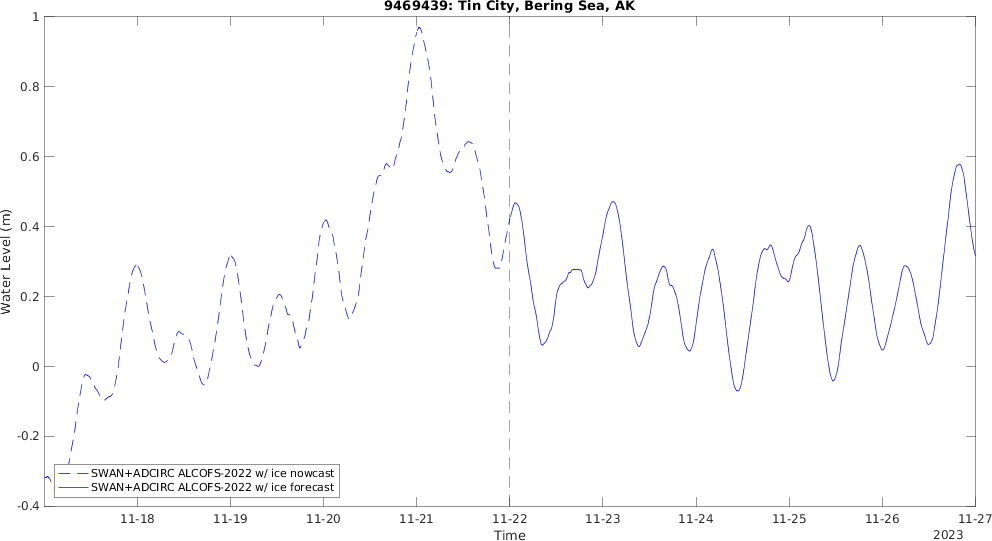 9469439: Tin City, Bering Sea, AK
1
0.8
0.6
0.4
0.2
0
-0.2
-0.4
Water Level (m)
SWAN+ADCIRC ALCOFS-2022 w/ ice nowcast
SWAN+ADCIRC ALCOFS-2022 w/ ice forecast
11-18 11-19 11-20 11-21 11-22 11-23 11-24 11-25 11-26 11-27
Time
2023